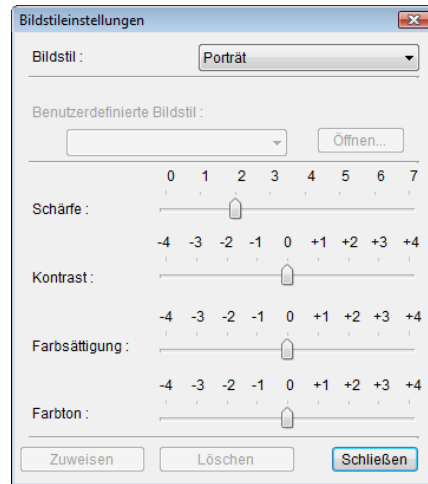 Bildstileinstellungen
Bildstil :
Porträt
Benutzerdefinierte Bildstil :
Öffnen...
0 1 2 3 4 5 6 7
Schärfe :
-4 -3 -2 -1 0 +1 +2 +3 +4
Kontrast :
-4 -3 -2 -1 0 +1 +2 +3 +4
Farbsättigung :
-4 -3 -2 -1 0 +1 +2 +3 +4
Farbton :
Zuweisen Löschen Schließen